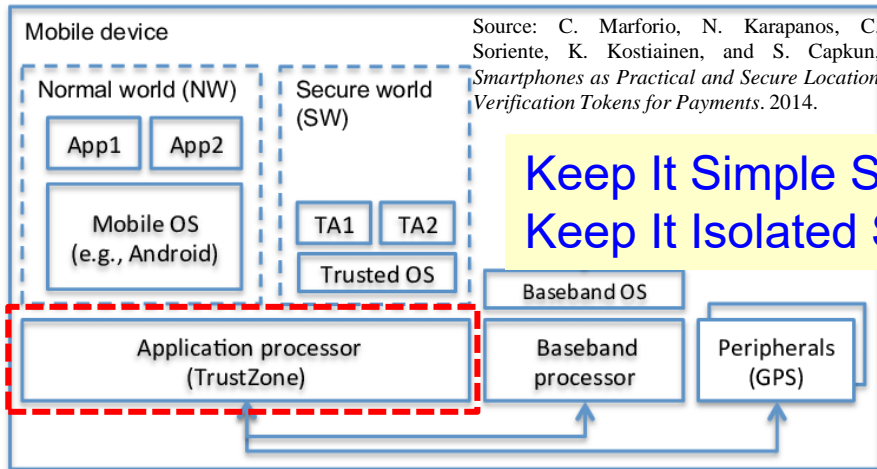 Mobile device
Source: C. Marforio, N. Karapanos, C.
Soriente, K. Kostiainen, and S. Capkun,
Smartphones as Practical and Secure Location
Verification Tokens for Payments. 2014.
Normal world (NW)
App1
App2
Mobile OS
(e.g., Android)
Secure world
(SW)
TA1
TA2
Trusted OS
Keep It Simple S
Keep It Isolated S
Baseband OS
Application processor
(TrustZone)
Baseband
processor
Peripherals
(GPS)